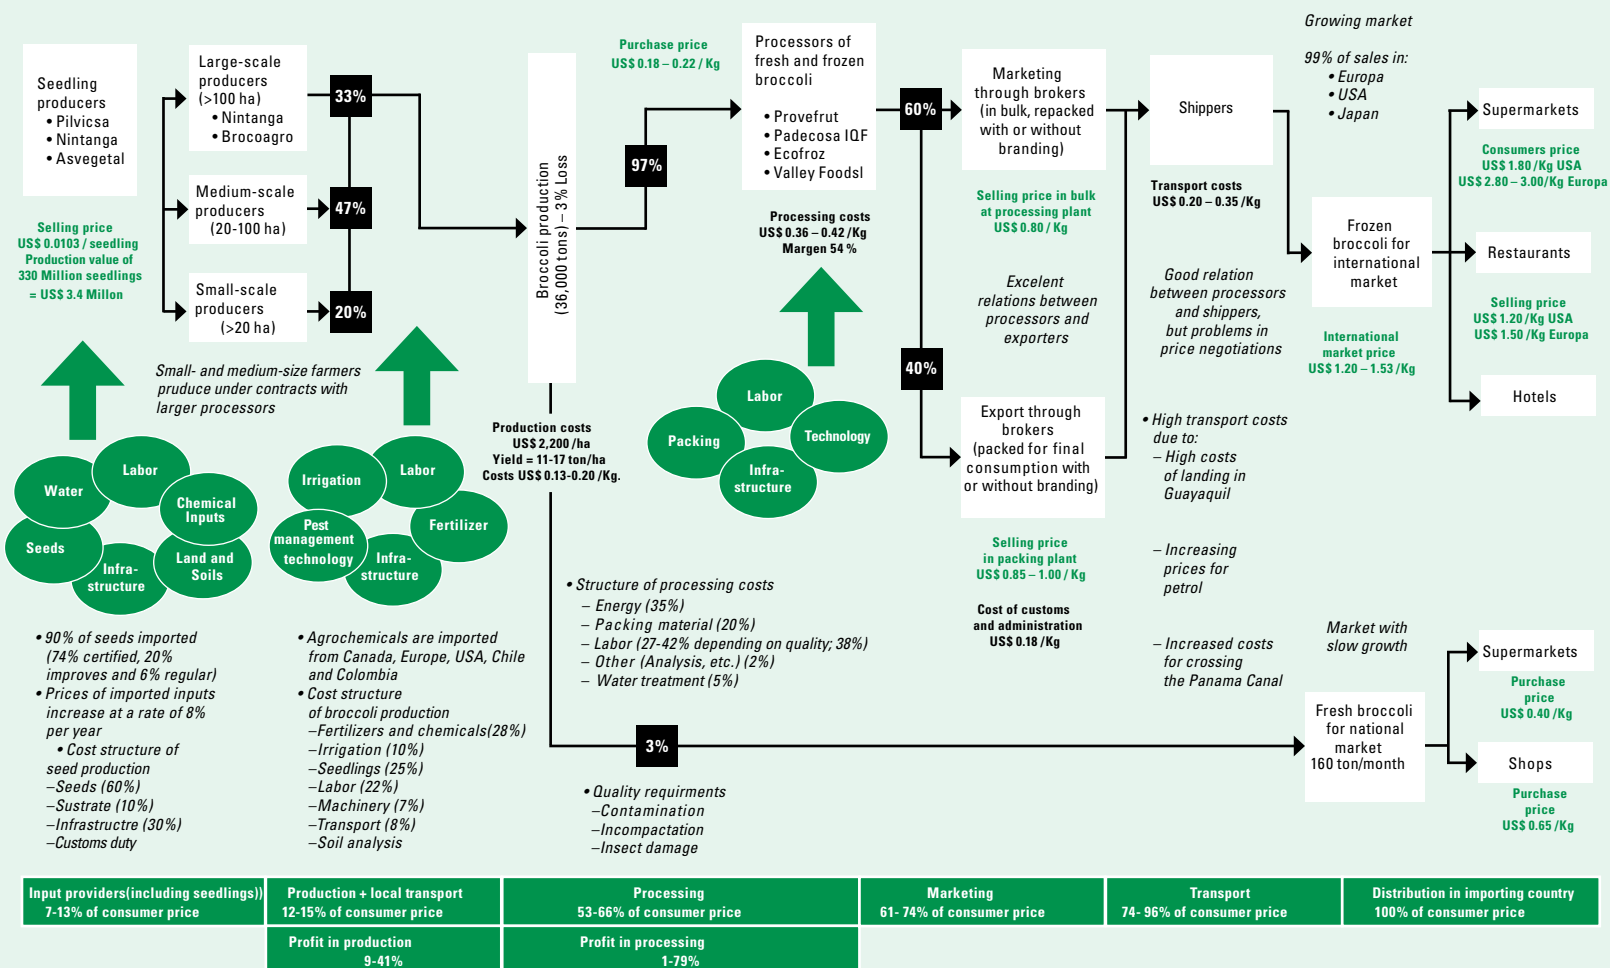 Seedling
producers
• Pilvicsa
• Nintanga
• Asvegetal
Selling price
US$ 0.0103 / seedling
Production value of
330 Million seedlings
= US$ 3.4 Millon
Large-scale
producers
(>100 ha)
• Nintanga
• Brocoagro
33%
Medium-scale
producers
(20-100 ha)
47%
Small-scale
producers
(>20 ha)
20%
Small- and medium-size farmers
pruduce under contracts with
larger processors
Broccoli production
(36,000 tons) – 3% Loss
97%
Purchase price
US$ 0.18 – 0.22 / Kg
Processors of
fresh and frozen
broccoli
• Provefrut
• Padecosa IQF
• Ecofroz
• Valley Foodsl
Processing costs
US$ 0.36 – 0.42 /Kg
Margen 54 %
60%
40%
Marketing
through brokers
(in bulk, repacked
with or without
branding)
Selling price in bulk
at processing plant
US$ 0.80 / Kg
Excelent
relations between
processors and
exporters
Export through
brokers
(packed for final
consumption with
or without branding)
Selling price
in packing plant
US$ 0.85 – 1.00 / Kg
Cost of customs
and administration
US$ 0.18 /Kg
Shippers
Transport costs
US$ 0.20 – 0.35 /Kg
Good relation
between processors
and shippers,
but problems in
price negotiations
• High transport costs
due to:
– High costs
of landing in
Guayaquil
– Increasing
prices for
petrol
– Increased costs
for crossing
the Panama Canal
Growing market
99% of sales in:
• Europa
• USA
• Japan
Frozen
broccoli for
international
market
International
market price
US$ 1.20 – 1.53 /Kg
Supermarkets
Consumers price
US$ 1.80 /Kg USA
US$ 2.80 – 3.00/Kg Europa
Restaurants
Selling price
US$ 1.20 /Kg USA
US$ 1.50 /Kg Europa
Hotels
Production costs
US$ 2,200 /ha
Yield = 11-17 ton/ha
Costs US$ 0.13-0.20 /Kg.
Water
Labor
Chemical
Inputs
Seeds
Infra-
structure
Land and
Soils
Irrigation
Labor
Fertilizer
Pest
management
technology
Infra-
structure
Labor
Packing
Technology
Infra-
structure
• 90% of seeds imported
(74% certified, 20%
improves and 6% regular)
• Prices of imported inputs
increase at a rate of 8%
per year
• Cost structure of
seed production
–Seeds (60%)
–Sustrate (10%)
–Infrastructre (30%)
–Customs duty
• Agrochemicals are imported
from Canada, Europe, USA, Chile
and Colombia
• Cost structure
of broccoli production
–Fertilizers and chemicals(28%)
–Irrigation (10%)
–Seedlings (25%)
–Labor (22%)
–Machinery (7%)
–Transport (8%)
–Soil analysis
• Structure of processing costs
– Energy (35%)
– Packing material (20%)
– Labor (27-42% depending on quality; 38%)
– Other (Analysis, etc.) (2%)
– Water treatment (5%)
3%
• Quality requirments
–Contamination
–Incompactation
–Insect damage
Market with
slow growth
Fresh broccoli
for national
market
160 ton/month
Supermarkets
Purchase
price
US$ 0.40 /Kg
Shops
Purchase
price
US$ 0.65 /Kg
Input providers(including seedlings))
7-13% of consumer price
Production + local transport
12-15% of consumer price
Processing
53-66% of consumer price
Marketing
61- 74% of consumer price
Transport
74- 96% of consumer price
Distribution in importing country
100% of consumer price
Profit in production
9-41%
Profit in processing
1-79%